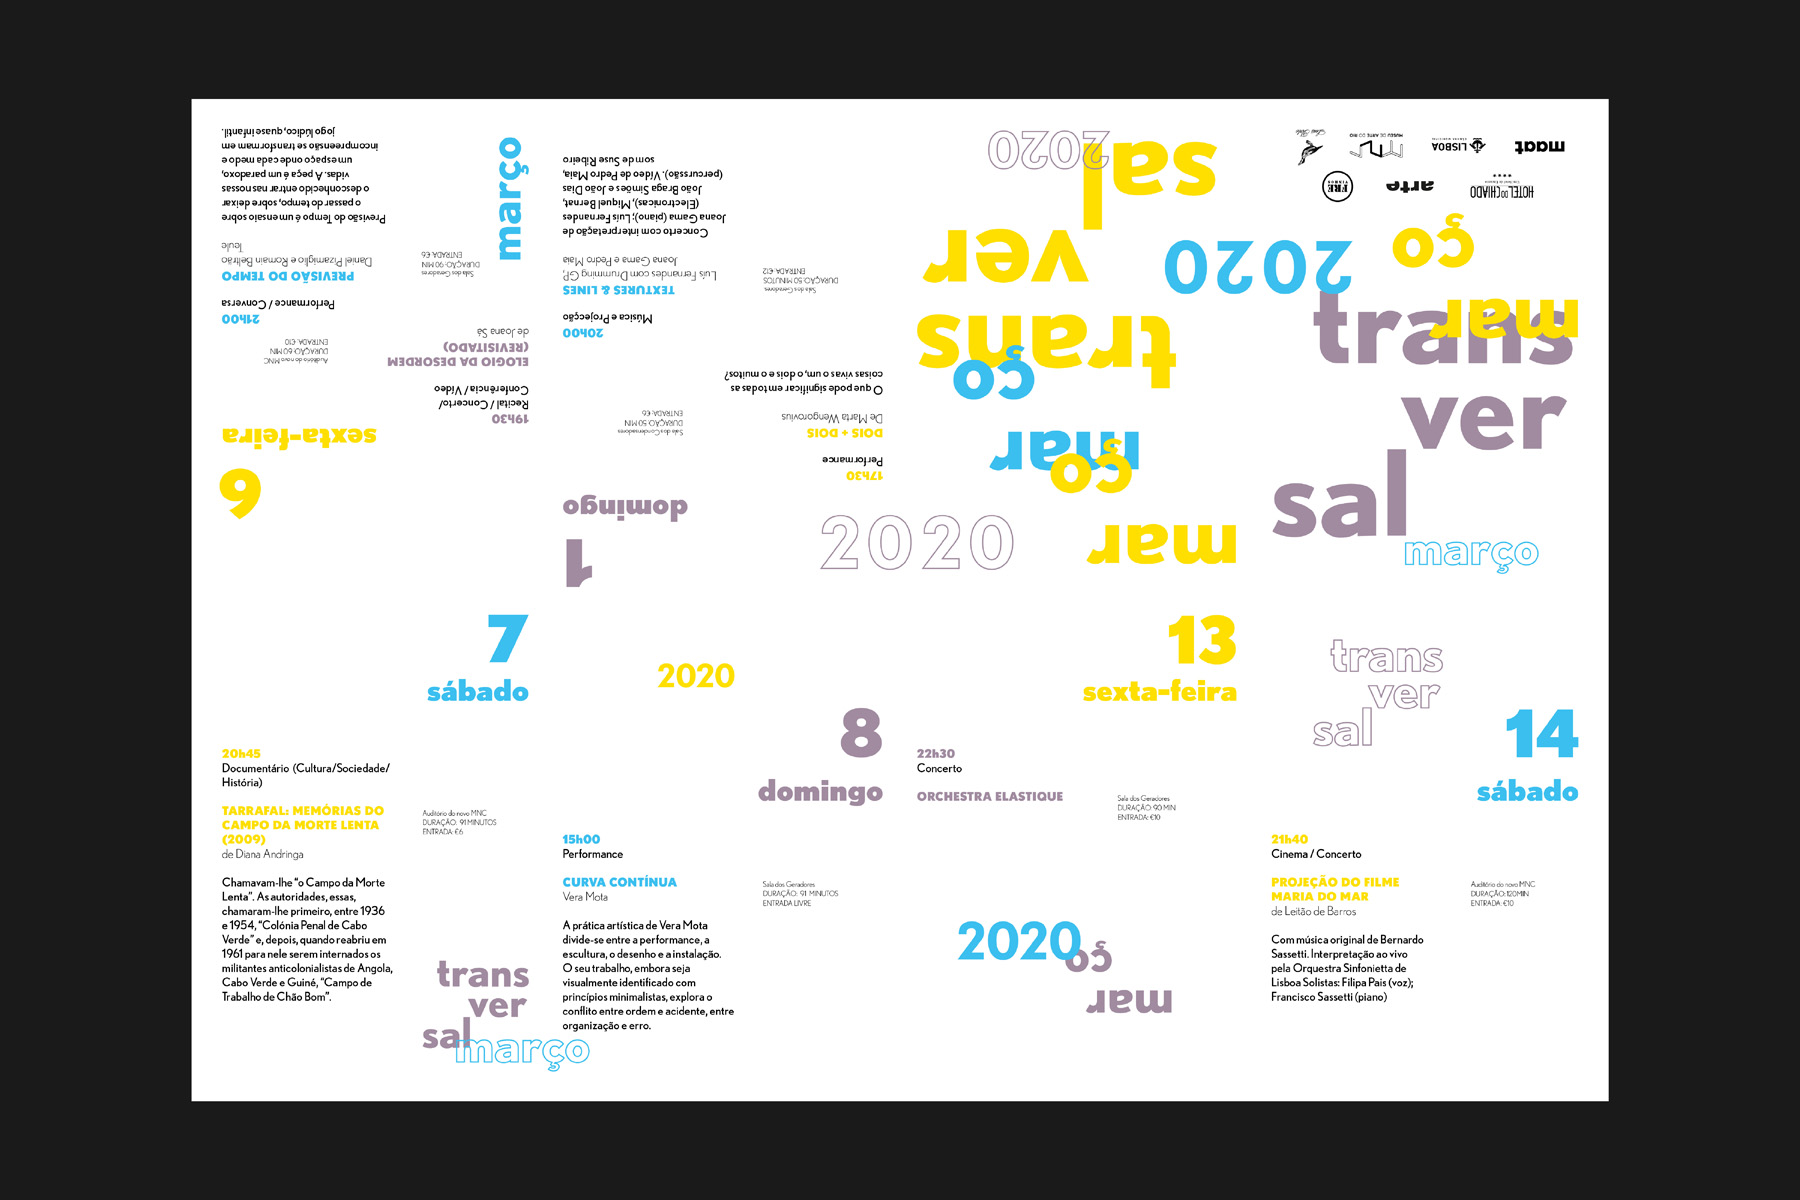 Previsão do Tempo é um ensaio sobre
o passar do tempo, sobre deixar
o desconhecido entrar nas nossas
vidas. A peça é um paradoxo,
um espaço onde cada medo e
incompreensão se transformam em
jogo lúdico, quase infantil.
Daniel Pizamiglio e Romain Beltrão
Teule
PREVISÃO DO TEMPO
Performance / Conversa
21h00
Sala dos Geradores
DURAÇÃO: 90 MIN
ENTRADA: €6
março
6
sexta-feira
19h30
Recital / Concerto/
Conferência / Vídeo
ELOGIO DA DESORDEM
(REVISITADO)
de Joana Sá
Auditório do novo MNC
DURAÇÃO: 60 MIN
ENTRADA: €10
1
domingo
17h30
Performance
DOIS + DOIS
De Marta Wengorovius
O que pode significar em todas as
coisas vivas o um, o dois e o muitos?
Sala dos Condensadores
DURAÇÃO: 50 MIN
ENTRADA: €6
20h00
Música e Projecção
TEXTURES & LINES
Luís Fernandes com Drumming GP,
Joana Gama e Pedro Maia
Concerto com interpretação de
Joana Gama (piano); Luís Fernandes
(Electrónicas), Miquel Bernat,
João Braga Simões e João Dias
(percursão). Vídeo de Pedro Maia,
som de Suse Ribeiro
Sala dos Geradores
DURAÇÃO: 50 MINUTOS
ENTRADA: €12
2020
trans
ver
sal
mar
ço
mar
ço
2020
2020
mar
ço
trans
ver
sal
março
HOTEL DO CHIADO
arte
FRE
VINHOS
maat
LISBOA
CÂMARA MUNICIPAL
MUSEU DE ARTE DO RIO
7
sábado
20h45
Documentário (Cultura/Sociedade/
História)
TARRAFAL: MEMÓRIAS DO
CAMPO DA MORTE LENTA
(2009)
de Diana Andringa
Auditório do novo MNC
DURAÇÃO: 91 MINUTOS
ENTRADA: €6
Chamavam-lhe “o Campo da Morte
Lenta”. As autoridades, essas,
chamaram-lhe primeiro, entre 1936
e 1954, “Colónia Penal de Cabo
Verde” e, depois, quando reabriu em
1961 para nele serem internados os
militantes anticolonialistas de Angola,
Cabo Verde e Guiné, “Campo de
Trabalho de Chão Bom”.
trans
ver
sal
março
2020
8
domingo
15h00
Performance
CURVA CONTÍNUA
Vera Mota
Sala dos Geradores
DURAÇÃO: 91 MINUTOS
ENTRADA LIVRE
A prática artística de Vera Mota
divide-se entre a performance, a
escultura, o desenho e a instalação.
O seu trabalho, embora seja
visualmente identificado com
princípios minimalistas, explora o
conflito entre ordem e acidente, entre
organização e erro.
13
sexta-feira
22h30
Concerto
ORCHESTRA ELASTIQUE
Sala dos Geradores
DURAÇÃO: 90 MIN
ENTRADA: €10
2020
mar
ço
trans
ver
sal
14
sábado
21h40
Cinema / Concerto
PROJEÇÃO DO FILME
MARIA DO MAR
de Leitão de Barros
Auditório do novo MNC
DURAÇÃO:120MIN
ENTRADA: €10
Com música original de Bernardo
Sassetti. Interpretação ao vivo
pela Orquestra Sinfonietta de
Lisboa Solistas: Filipa Pais (voz);
Francisco Sassetti (piano)